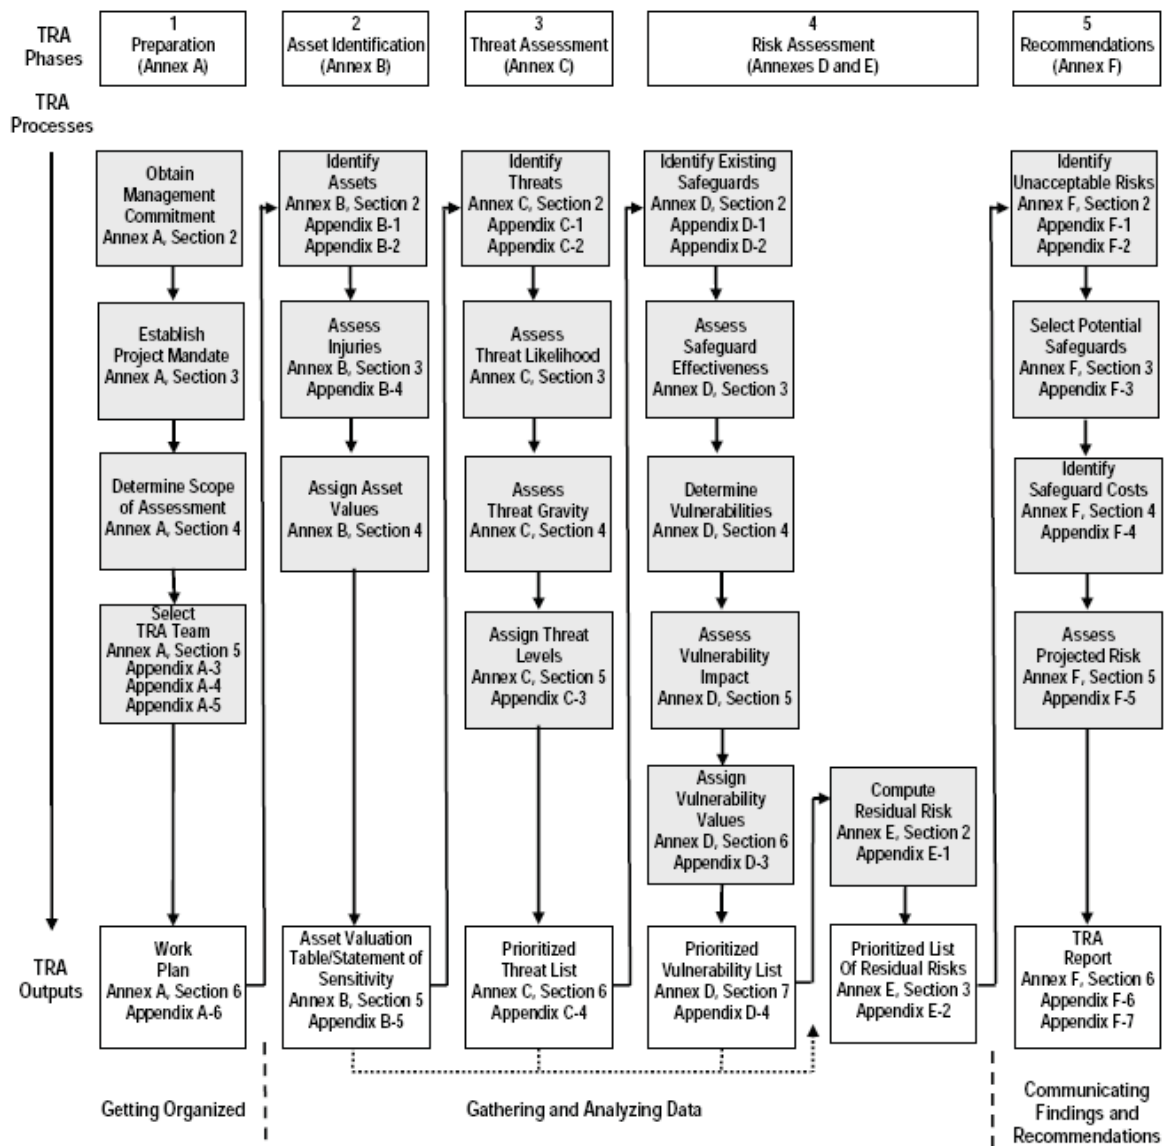 TRA
Phases
1
Preparation
(Annex A)
2
Asset Identification
(Annex B)
3
Threat Assessment
(Annex C)
4
Risk Assessment
(Annexes D and E)
5
Recommendations
(Annex F)
TRA
Processes
Obtain
Management
Commitment
Annex A, Section 2
Establish
Project Mandate
Annex A, Section 3
Determine Scope
of Assessment
Annex A, Section 4
Select
TRA Team
Annex A, Section 5
Appendix A-3
Appendix A-4
Appendix A-5
Identify
Assets
Annex B, Section 2
Appendix B-1
Appendix B-2
Assess
Injuries
Annex B, Section 3
Appendix B-4
Assign Asset
Values
Annex B, Section 4
Identify
Threats
Annex C, Section 2
Appendix C-1
Appendix C-2
Assess
Threat Likelihood
Annex C, Section 3
Assess
Threat Gravity
Annex C, Section 4
Assign Threat
Levels
Annex C, Section 5
Appendix C-3
Identify Existing
Safeguards
Annex D, Section 2
Appendix D-1
Appendix D-2
Assess
Safeguard
Effectiveness
Annex D, Section 3
Determine
Vulnerabilities
Annex D, Section 4
Assess
Vulnerability
Impact
Annex D, Section 5
Assign
Vulnerability
Values
Annex D, Section 6
Appendix D-3
Compute
Residual Risk
Annex E, Section 2
Appendix E-1
Identify
Unacceptable Risks
Annex F, Section 2
Appendix F-1
Appendix F-2
Select Potential
Safeguards
Annex F, Section 3
Appendix F-3
Identify
Safeguard Costs
Annex F, Section 4
Appendix F-4
Assess
Projected Risk
Annex F, Section 5
Appendix F-5
TRA
Outputs
Work
Plan
Annex A, Section 6
Appendix A-6
Asset Valuation
Table/Statement of
Sensitivity
Annex B, Section 5
Appendix B-5
Prioritized
Threat List
Annex C, Section 6
Appendix C-4
Prioritized
Vulnerability List
Annex D, Section 7
Appendix D-4
Prioritized List
Of Residual Risks
Annex E, Section 3
Appendix E-2
TRA
Report
Annex F, Section 6
Appendix F-6
Appendix F-7
Getting Organized
Gathering and Analyzing Data
Communicating
Findings and
Recommendations